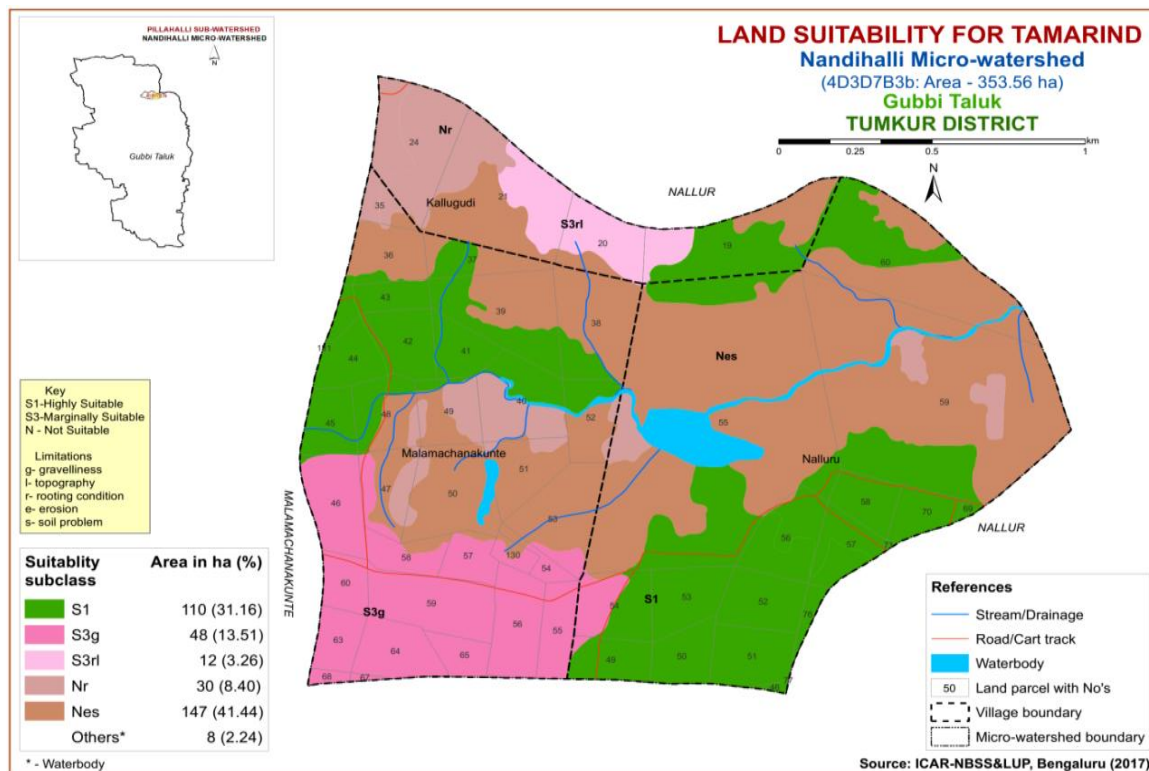 PILLAHALLI SUB-WATERSHED
NANDIHALLI MICRO-WATERSHED
N
Gubbi Taluk
LAND SUITABILITY FOR TAMARIND
Nandihalli Micro-watershed
(4D3D7B3b: Area - 353.56 ha)
Gubbi Taluk
TUMKUR DISTRICT
km
0 0.25 0.5 1
N
Nr
24
NALLUR
Kallugudi
35
S3rl
20
19
36
37
60
43
39
38
42
41
44
Nes
59
49
52
55
45
Malamachanakunte
51
Nalluru
46
47
50
53
58
70
69
NALLUR
MALAMACHANAKUNTE
56
57
71
58
57
130
54
60
59
S3g
54
S1
53
52
76
56
55
63
64
65
49
50
51
68
67
Key
S1-Highly Suitable
S3-Marginally Suitable
N - Not Suitable
Limitations
g- gravelliness
l- topography
r- rooting condition
e- erosion
s- soil problem
Suitablity subclass Area in ha (%)
S1 110 (31.16)
S3g 48 (13.51)
S3rl 12 (3.26)
Nr 30 (8.40)
Nes 147 (41.44)
Others* 8 (2.24)
* - Waterbody
References
Stream/Drainage
Road/Cart track
Waterbody
50 Land parcel with No's
Village boundary
Micro-watershed boundary
Source: ICAR-NBSS&LUP, Bengaluru (2017)